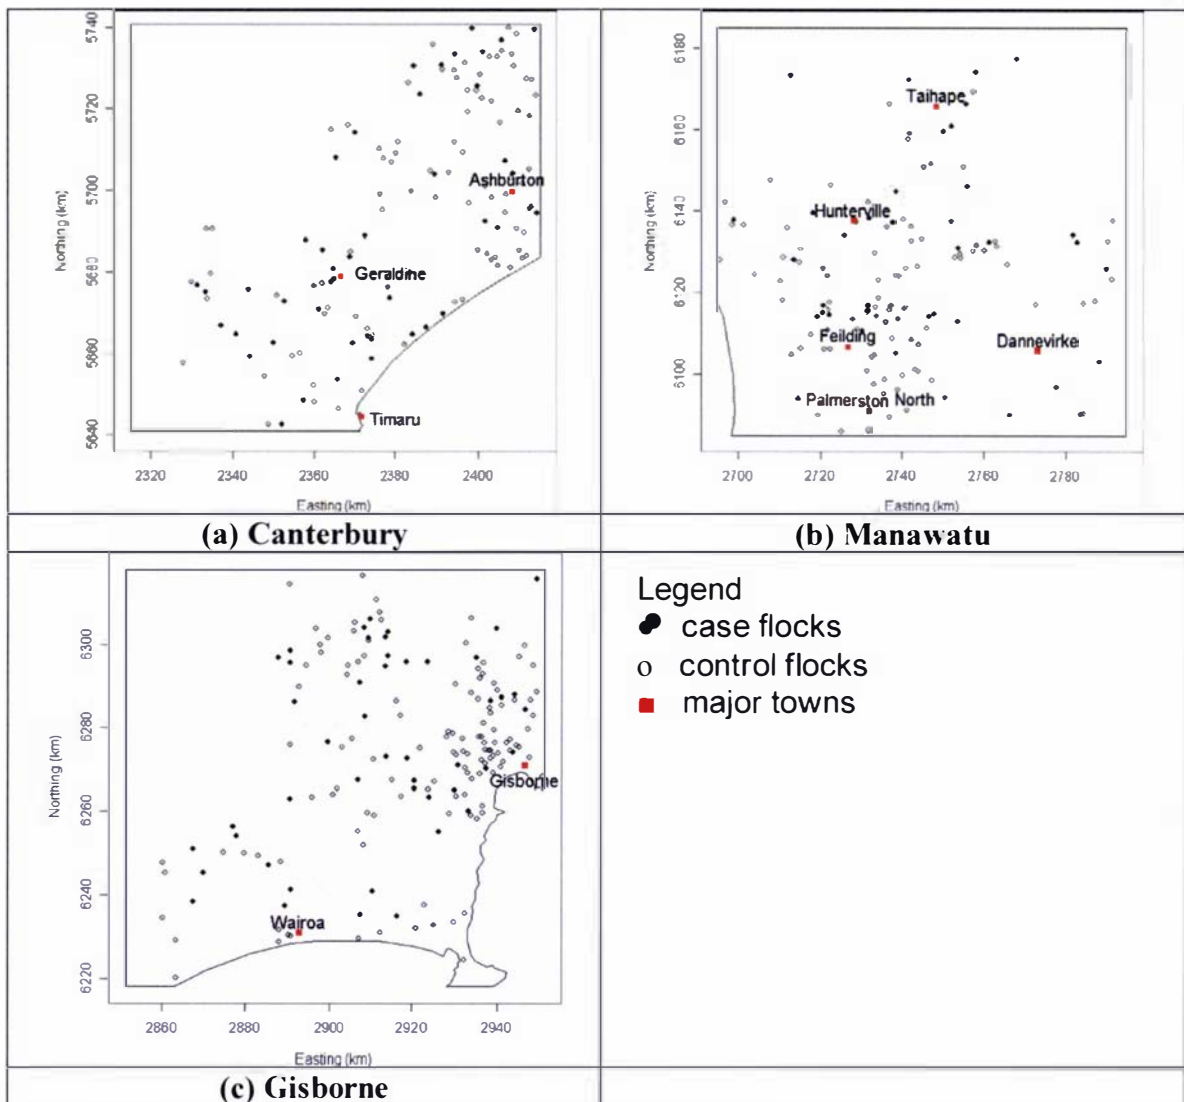 5740
5720
5700
5680
5660
5640
Northing (km)
Ashburton
Geraldine
Timaru
2320 2340 2360 2380 2400
Easting (km)
(a) Canterbury
6180
6160
6140
6120
6100
Northing (km)
Taihape
Hunterville
Feilding
Dannevirke
Palmerston North
2700 2720 2740 2760 2780
Easting (km)
(b) Manawatu
6300
6280
6260
6240
6220
Northing (km)
Gisborne
Wairoa
2860 2880 2900 2920 2940
Easting (km)
(c) Gisborne
Legend
case flocks
control flocks
major towns